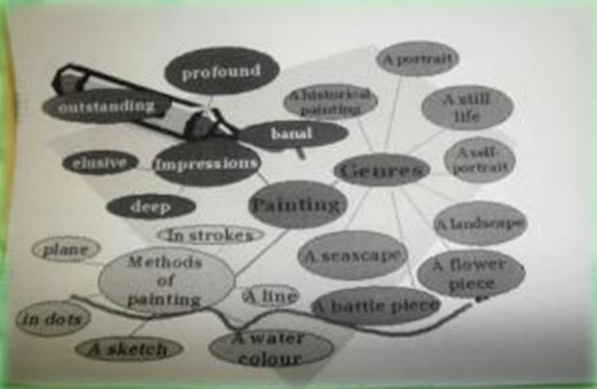 profound
A portrait
outstanding
A historical
painting
A still
life
banal
elusive
Impressions
Genres
A self-
portrait
deep
Painting
In strokes
A landscape
plane
Methods
of
painting
A seascape
A flower
piece
A line
A battle piece
in dots
A sketch
A water
colour